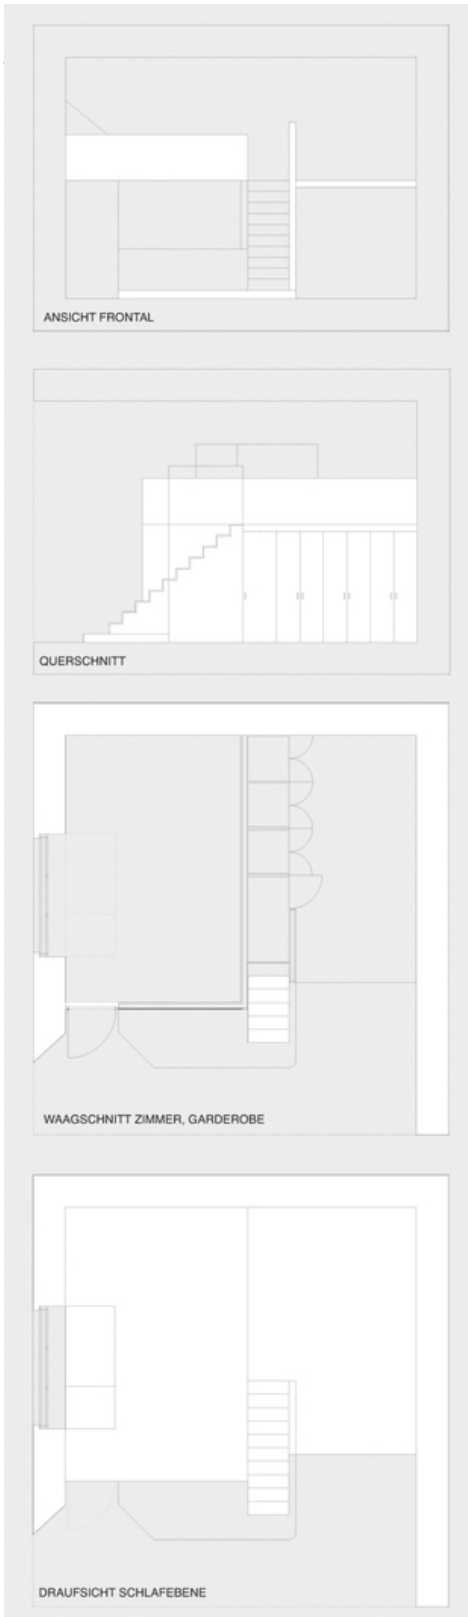 ANSICHT FRONTAL
QUERSCHNITT
WAAGSCHNITT ZIMMER, GARDEROBE
DRAUFSICHT SCHLAFEBENE